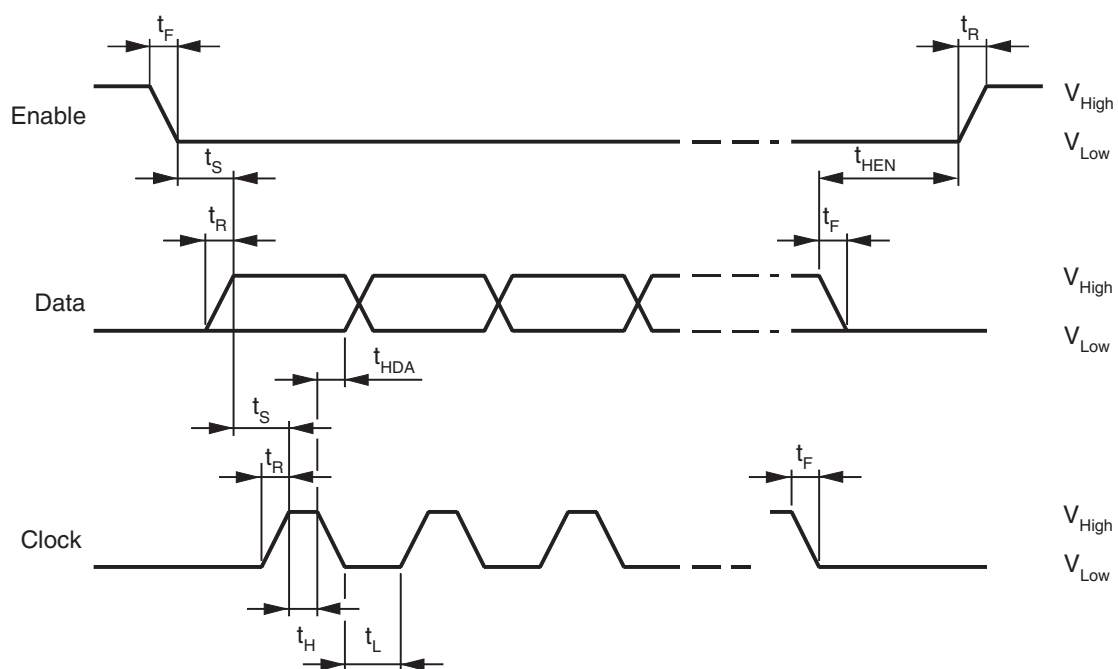 t_F t_R
Enable
V_High
V_Low
t_S t_HEN
t_R t_F
Data
V_High
V_Low
t_HDA
t_S
t_R t_F
Clock
V_High
V_Low
t_H t_L